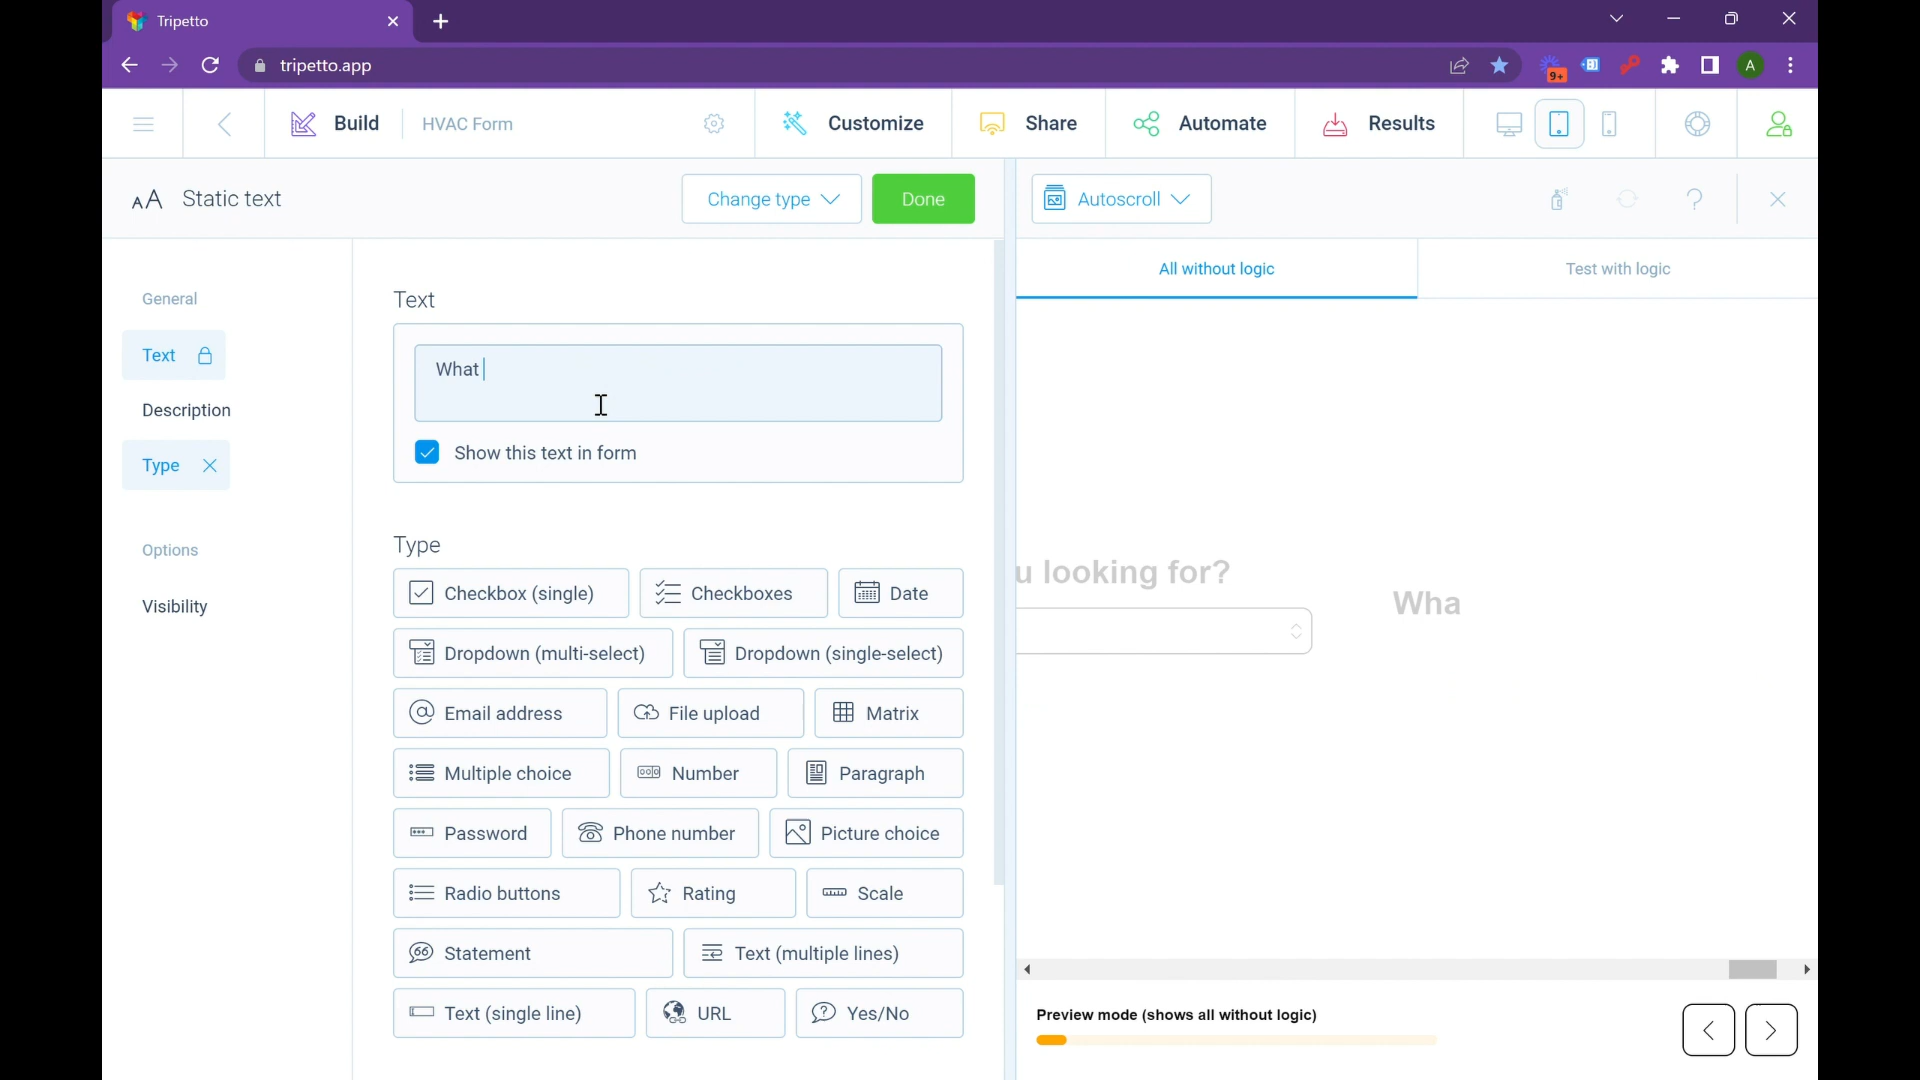 Tripetto
tripetto.app
9+
A
Build
HVAC Form
Customize
Share
Automate
Results
AA Static text
Change type
Done
Autoscroll
General
Text
Description
Type
Options
Visibility
Text
What
Show this text in form
Type
Checkbox (single)
Checkboxes
Date
Dropdown (multi-select)
Dropdown (single-select)
Email address
File upload
Matrix
Multiple choice
Number
Paragraph
Password
Phone number
Picture choice
Radio buttons
Rating
Scale
Statement
Text (multiple lines)
Text (single line)
URL
Yes/No
All without logic
Test with logic
u looking for?
Wha
Preview mode (shows all without logic)